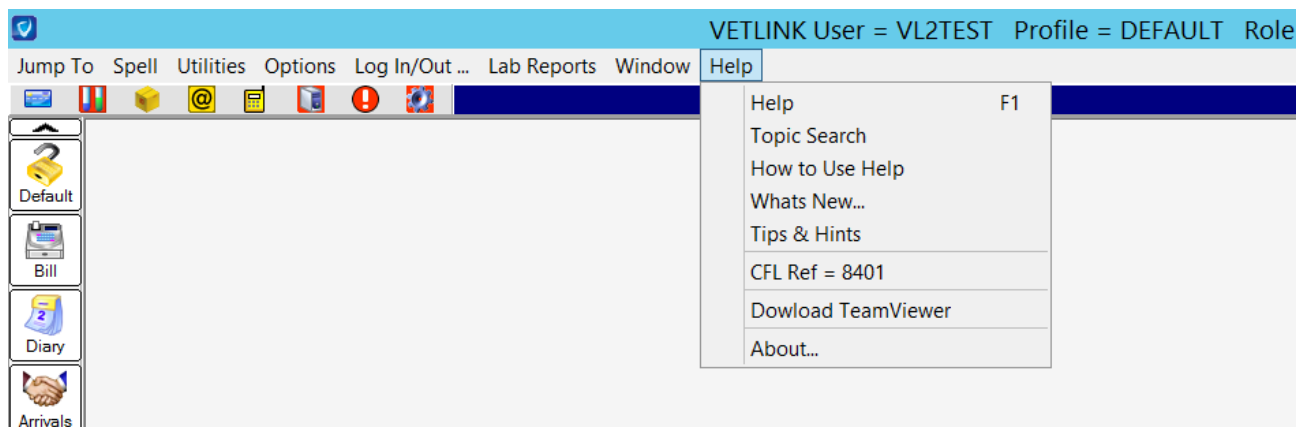 VETLINK User = VL2TEST Profile = DEFAULT Role
Jump To Spell Utilities Options Log In/Out ... Lab Reports Window Help
@
Help F1
Topic Search
How to Use Help
Whats New...
Tips & Hints
CFL Ref = 8401
Dowload TeamViewer
About...
Default
Bill
2
Diary
Arrivals